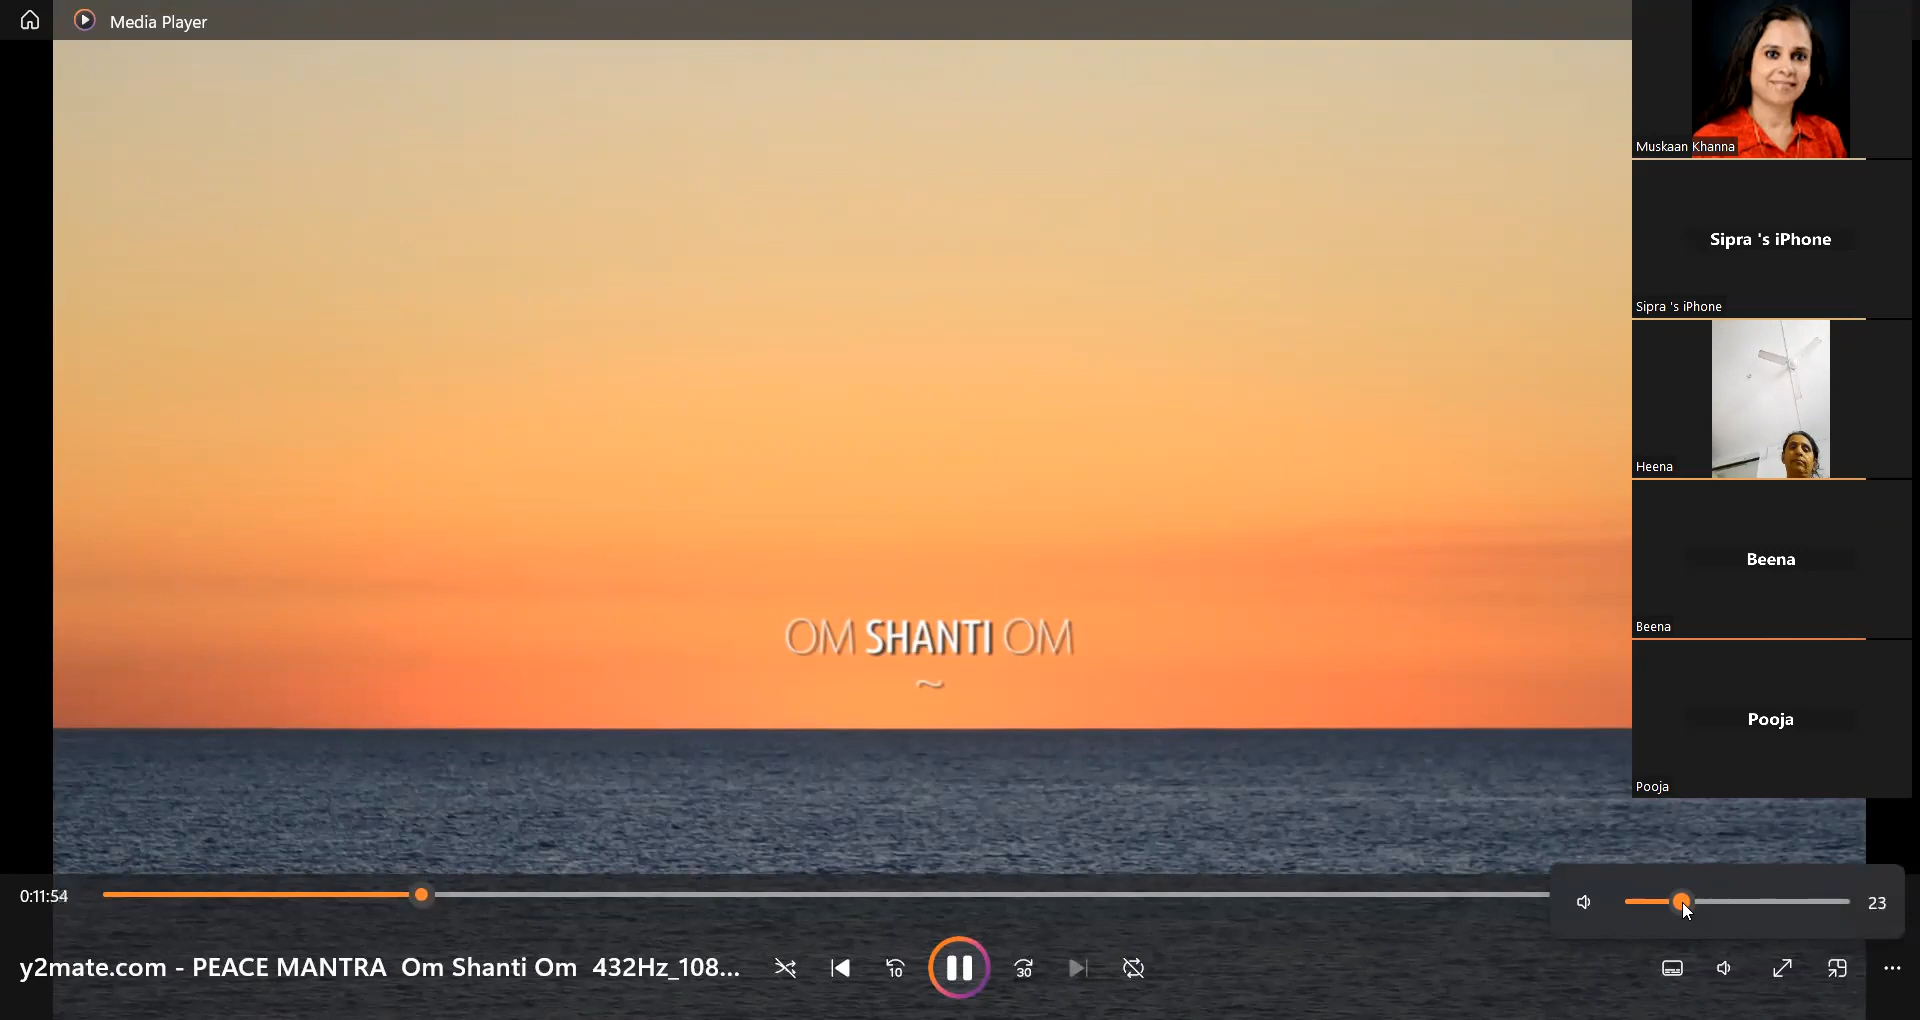 Media Player
Muskaan Khanna
Sipra 's iPhone
Sipra 's iPhone
Heena
Beena
Beena
Pooja
Pooja
OM SHANTI OM
~
0:11:54
23
y2mate.com - PEACE MANTRA Om Shanti Om 432Hz_108...
10
30